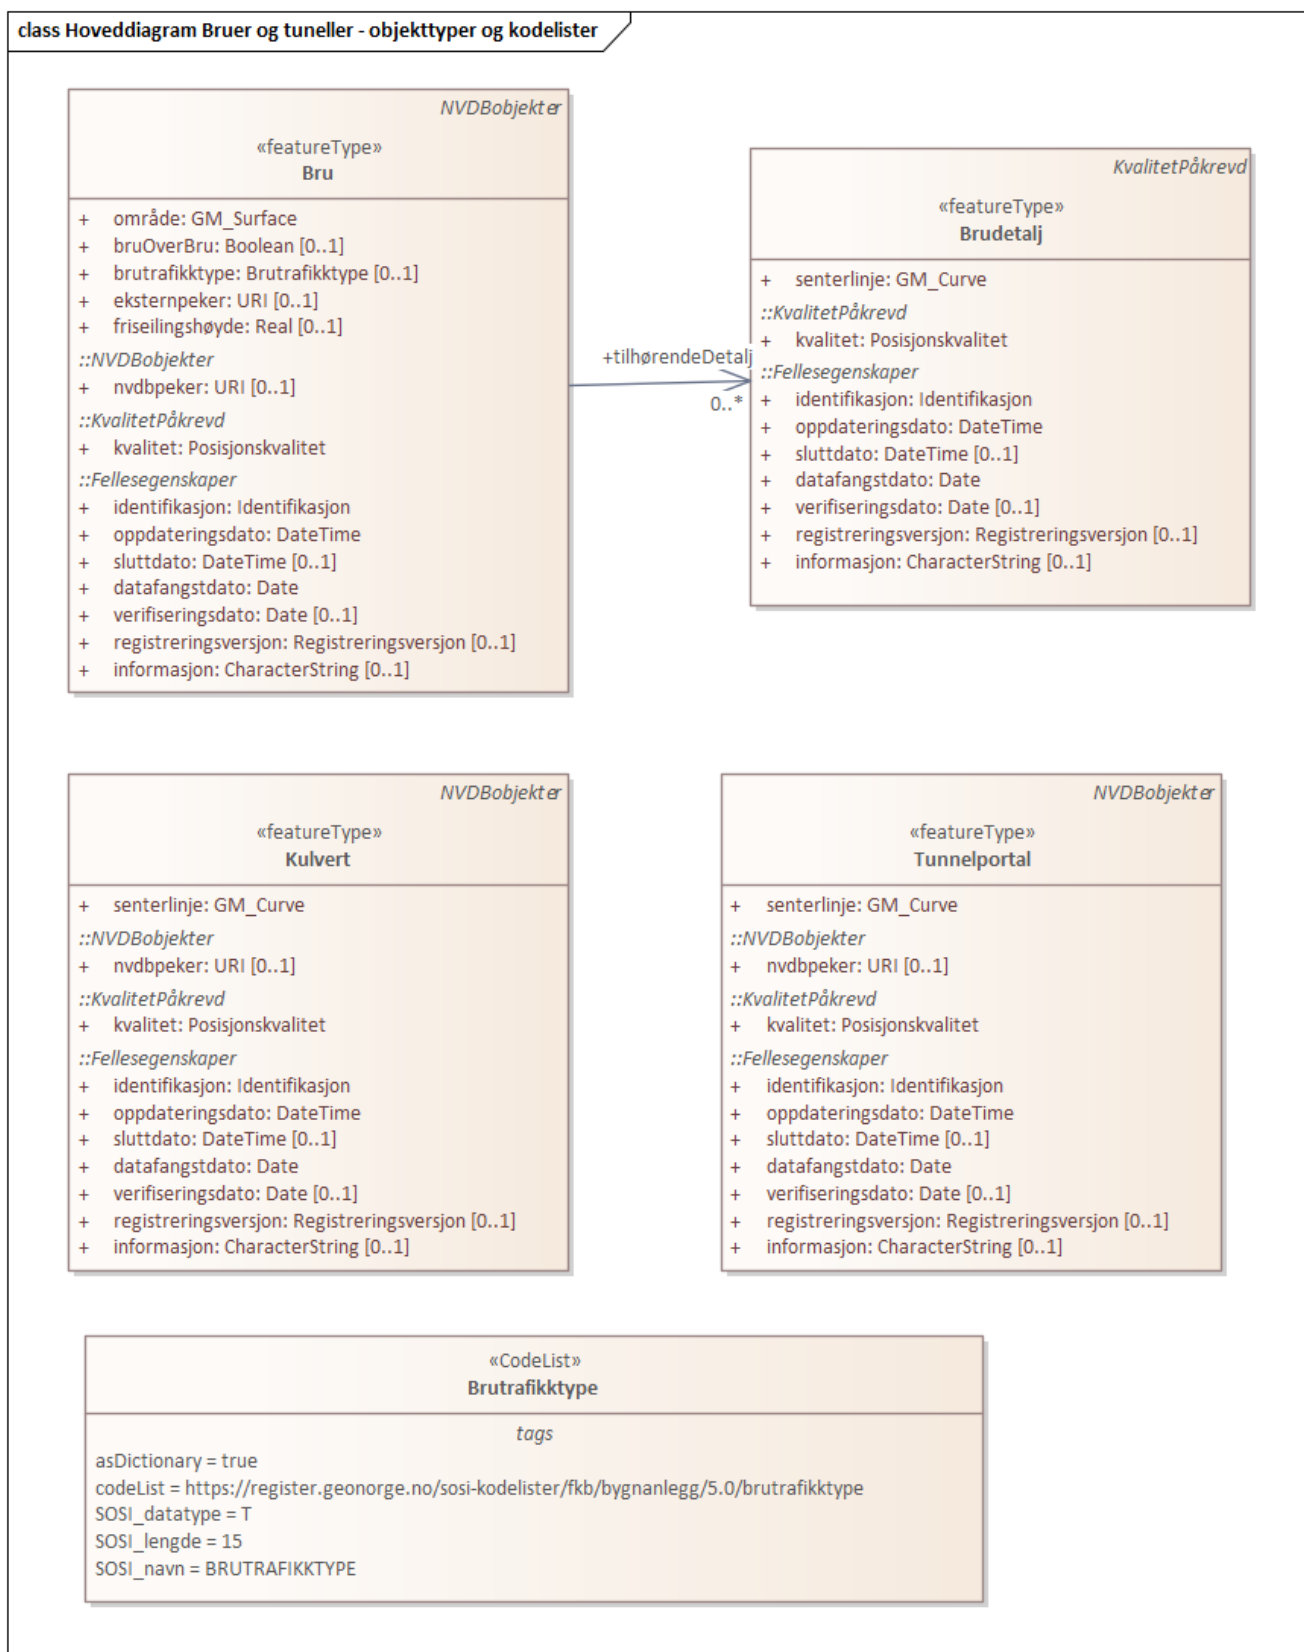 class Hoveddiagram Bruer og tuneller - objekttyper og kodelister
NVDBobjekter
«featureType»
Bru
+ område: GM_Surface
+ bruOverBru: Boolean [0..1]
+ brutrafikktype: Brutrafikktype [0..1]
+ eksternpeker: URI [0..1]
+ friseilingshøyde: Real [0..1]
::NVDBobjekter
+ nvdbpeker: URI [0..1]
::KvalitetPåkrevd
+ kvalitet: Posisjonskvalitet
::Fellesegenskaper
+ identifikasjon: Identifikasjon
+ oppdateringsdato: DateTime
+ sluttdato: DateTime [0..1]
+ datafangstdato: Date
+ verifiseringsdato: Date [0..1]
+ registreringsversjon: Registreringsversjon [0..1]
+ informasjon: CharacterString [0..1]
+tilhørendeDetalj
0..*
KvalitetPåkrevd
«featureType»
Brudetalj
+ senterlinje: GM_Curve
::KvalitetPåkrevd
+ kvalitet: Posisjonskvalitet
::Fellesegenskaper
+ identifikasjon: Identifikasjon
+ oppdateringsdato: DateTime
+ sluttdato: DateTime [0..1]
+ datafangstdato: Date
+ verifiseringsdato: Date [0..1]
+ registreringsversjon: Registreringsversjon [0..1]
+ informasjon: CharacterString [0..1]
NVDBobjekter
«featureType»
Kulvert
+ senterlinje: GM_Curve
::NVDBobjekter
+ nvdbpeker: URI [0..1]
::KvalitetPåkrevd
+ kvalitet: Posisjonskvalitet
::Fellesegenskaper
+ identifikasjon: Identifikasjon
+ oppdateringsdato: DateTime
+ sluttdato: DateTime [0..1]
+ datafangstdato: Date
+ verifiseringsdato: Date [0..1]
+ registreringsversjon: Registreringsversjon [0..1]
+ informasjon: CharacterString [0..1]
NVDBobjekter
«featureType»
Tunnelportal
+ senterlinje: GM_Curve
::NVDBobjekter
+ nvdbpeker: URI [0..1]
::KvalitetPåkrevd
+ kvalitet: Posisjonskvalitet
::Fellesegenskaper
+ identifikasjon: Identifikasjon
+ oppdateringsdato: DateTime
+ sluttdato: DateTime [0..1]
+ datafangstdato: Date
+ verifiseringsdato: Date [0..1]
+ registreringsversjon: Registreringsversjon [0..1]
+ informasjon: CharacterString [0..1]
«CodeList»
Brutrafikktype
tags
asDictionary = true
codeList = https://register.geonorge.no/sosi-kodelister/fkb/bygnanlegg/5.0/brutrafikktype
SOSI_datatype = T
SOSI_lengde = 15
SOSI_navn = BRUTRAFIKKTYPE